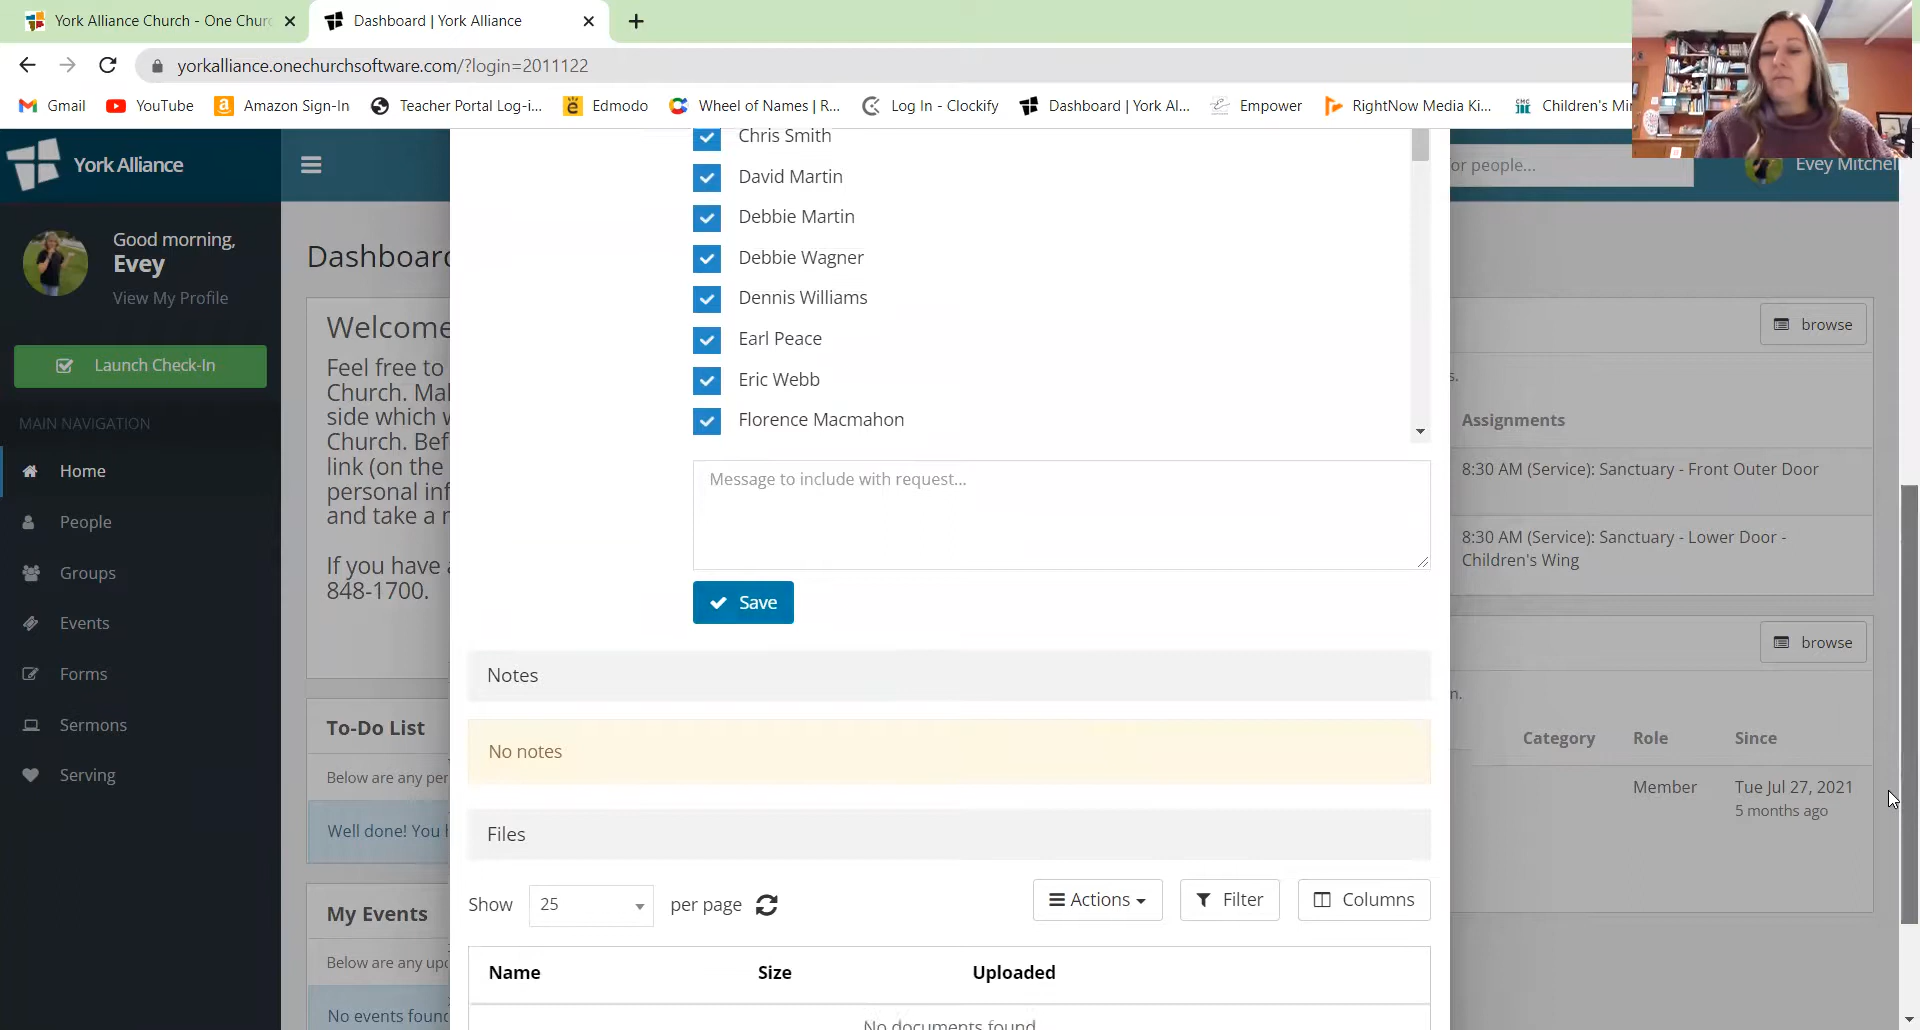 York Alliance Church - One Churc
Dashboard | York Alliance
yorkalliance.onechurchsoftware.com/?login=2011122
Gmail
YouTube
Amazon Sign-In
Teacher Portal Log-i...
Edmodo
Wheel of Names | R...
Log In - Clockify
Dashboard | York Al...
Empower
RightNow Media Ki...
Children's Mi
York Alliance
or people...
Evey Mitchell
Good morning,
Evey
View My Profile
Launch Check-In
MAIN NAVIGATION
Home
People
Groups
Events
Forms
Sermons
Serving
Dashboard
Welcome
Feel free to
Church. Mal
side which w
Church. Bef
link (on the
personal inf
and take a r
If you have a
848-1700.
To-Do List
Below are any per
Well done! You h
My Events
Below are any upc
No events found
Chris Smith
David Martin
Debbie Martin
Debbie Wagner
Dennis Williams
Earl Peace
Eric Webb
Florence Macmahon
Message to include with request...
Save
Notes
No notes
Files
Show 25 per page
Actions
Filter
Columns
Name Size Uploaded
No documents found
browse
s.
Assignments
8:30 AM (Service): Sanctuary - Front Outer Door
8:30 AM (Service): Sanctuary - Lower Door -
Children's Wing
browse
n.
Category Role Since
Member Tue Jul 27, 2021
5 months ago